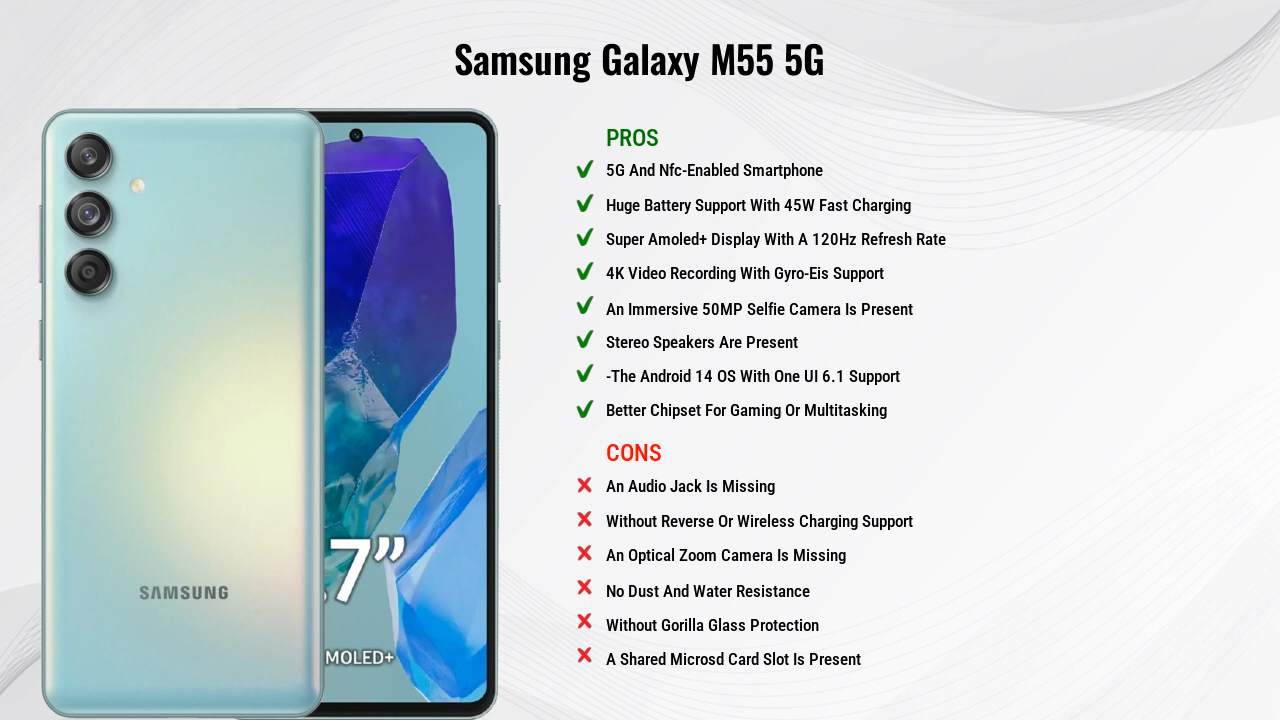 Samsung Galaxy M55 5G
PROS
5G And Nfc-Enabled Smartphone
Huge Battery Support With 45W Fast Charging
Super Amoled+ Display With A 120Hz Refresh Rate
4K Video Recording With Gyro-Eis Support
An Immersive 50MP Selfie Camera Is Present
Stereo Speakers Are Present
-The Android 14 OS With One UI 6.1 Support
Better Chipset For Gaming Or Multitasking
CONS
An Audio Jack Is Missing
Without Reverse Or Wireless Charging Support
An Optical Zoom Camera Is Missing
No Dust And Water Resistance
Without Gorilla Glass Protection
A Shared Microsd Card Slot Is Present
.7”
SAMSUNG
MOLED+